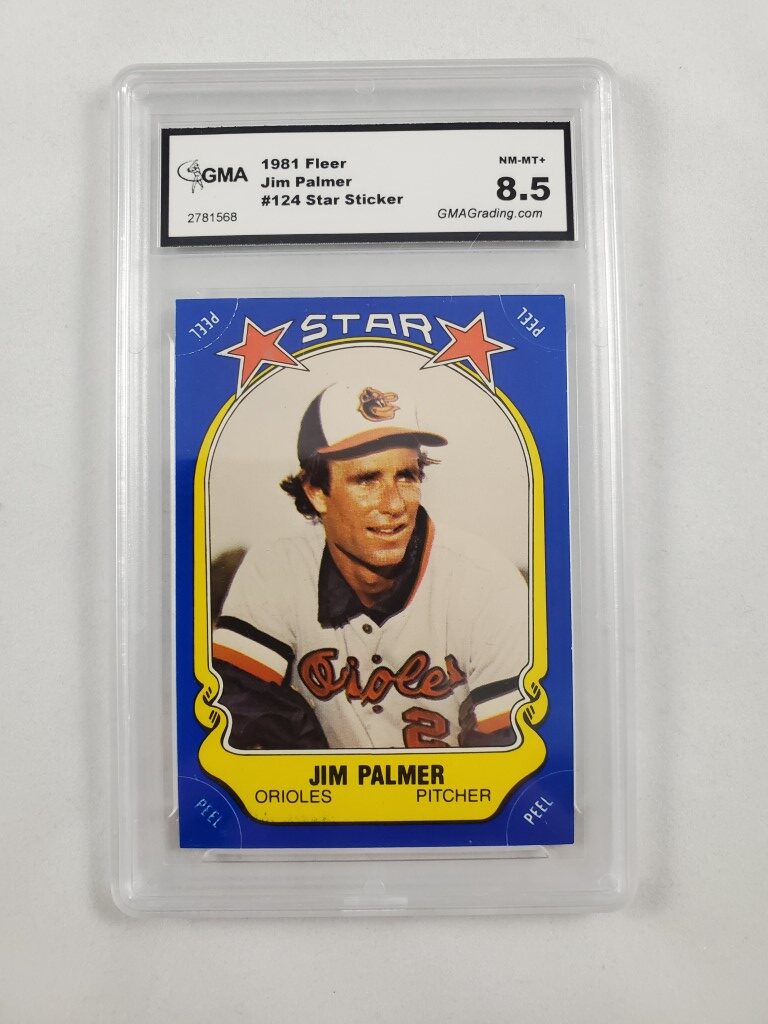 GMA
2781568
1981 Fleer
Jim Palmer
#124 Star Sticker
NM-MT+
8.5
GMAGrading.com
PEEL
STAR
PEEL
Orioles
2
JIM PALMER
ORIOLES PITCHER
PEEL
PEEL